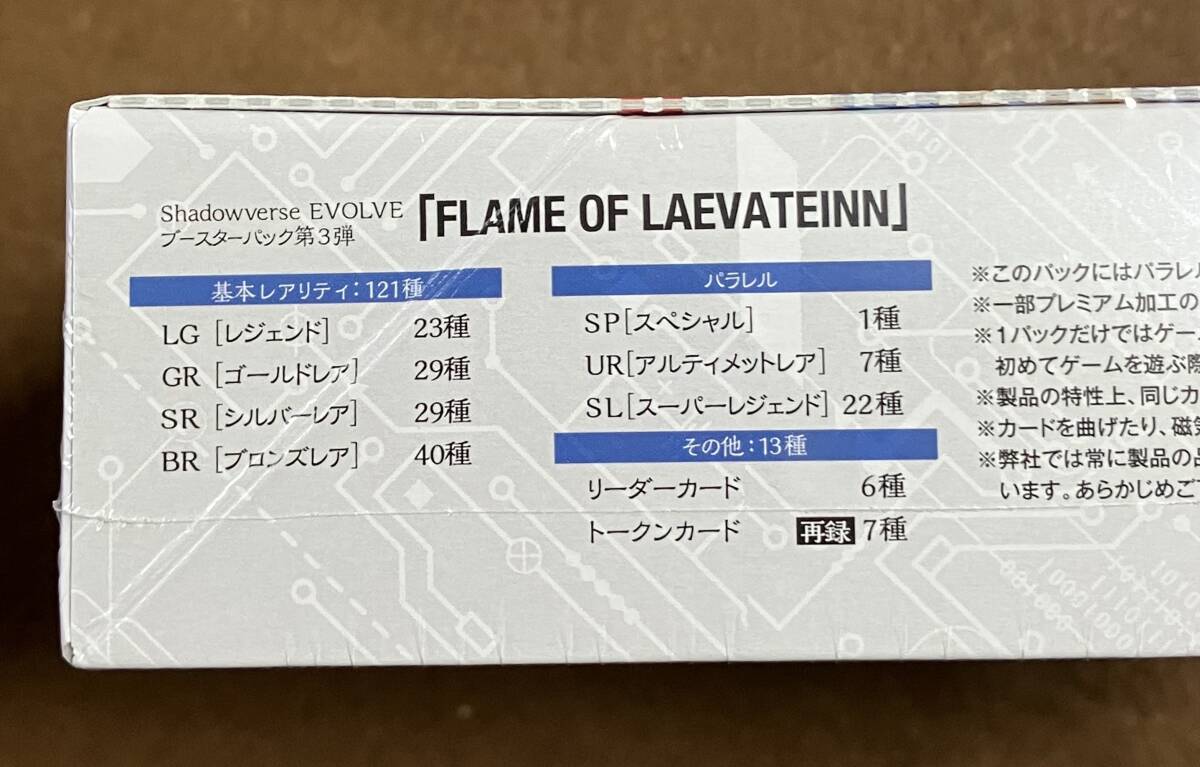 Shadowverse EVOLVE
ブースターパック第3弾
「FLAME OF LAEVATEINN」
基本レアリティ:121種
LG [レジェンド] 23種
GR [ゴールドレア] 29種
SR [シルバーレア] 29種
BR [ブロンズレア] 40種
パラレル
SP[スペシャル] 1種
UR[アルティメットレア] 7種
SL[スーパーレジェンド] 22種
その他:13種
リーダーカード 6種
トークンカード 再録 7種
※このパックにはパラレル
※一部プレミアム加工の
※1パックだけではゲー
初めてゲームを遊ぶ際
※製品の特性上、同じカ
※カードを曲げたり、磁気
※弊社では常に製品の品
います。あらかじめご